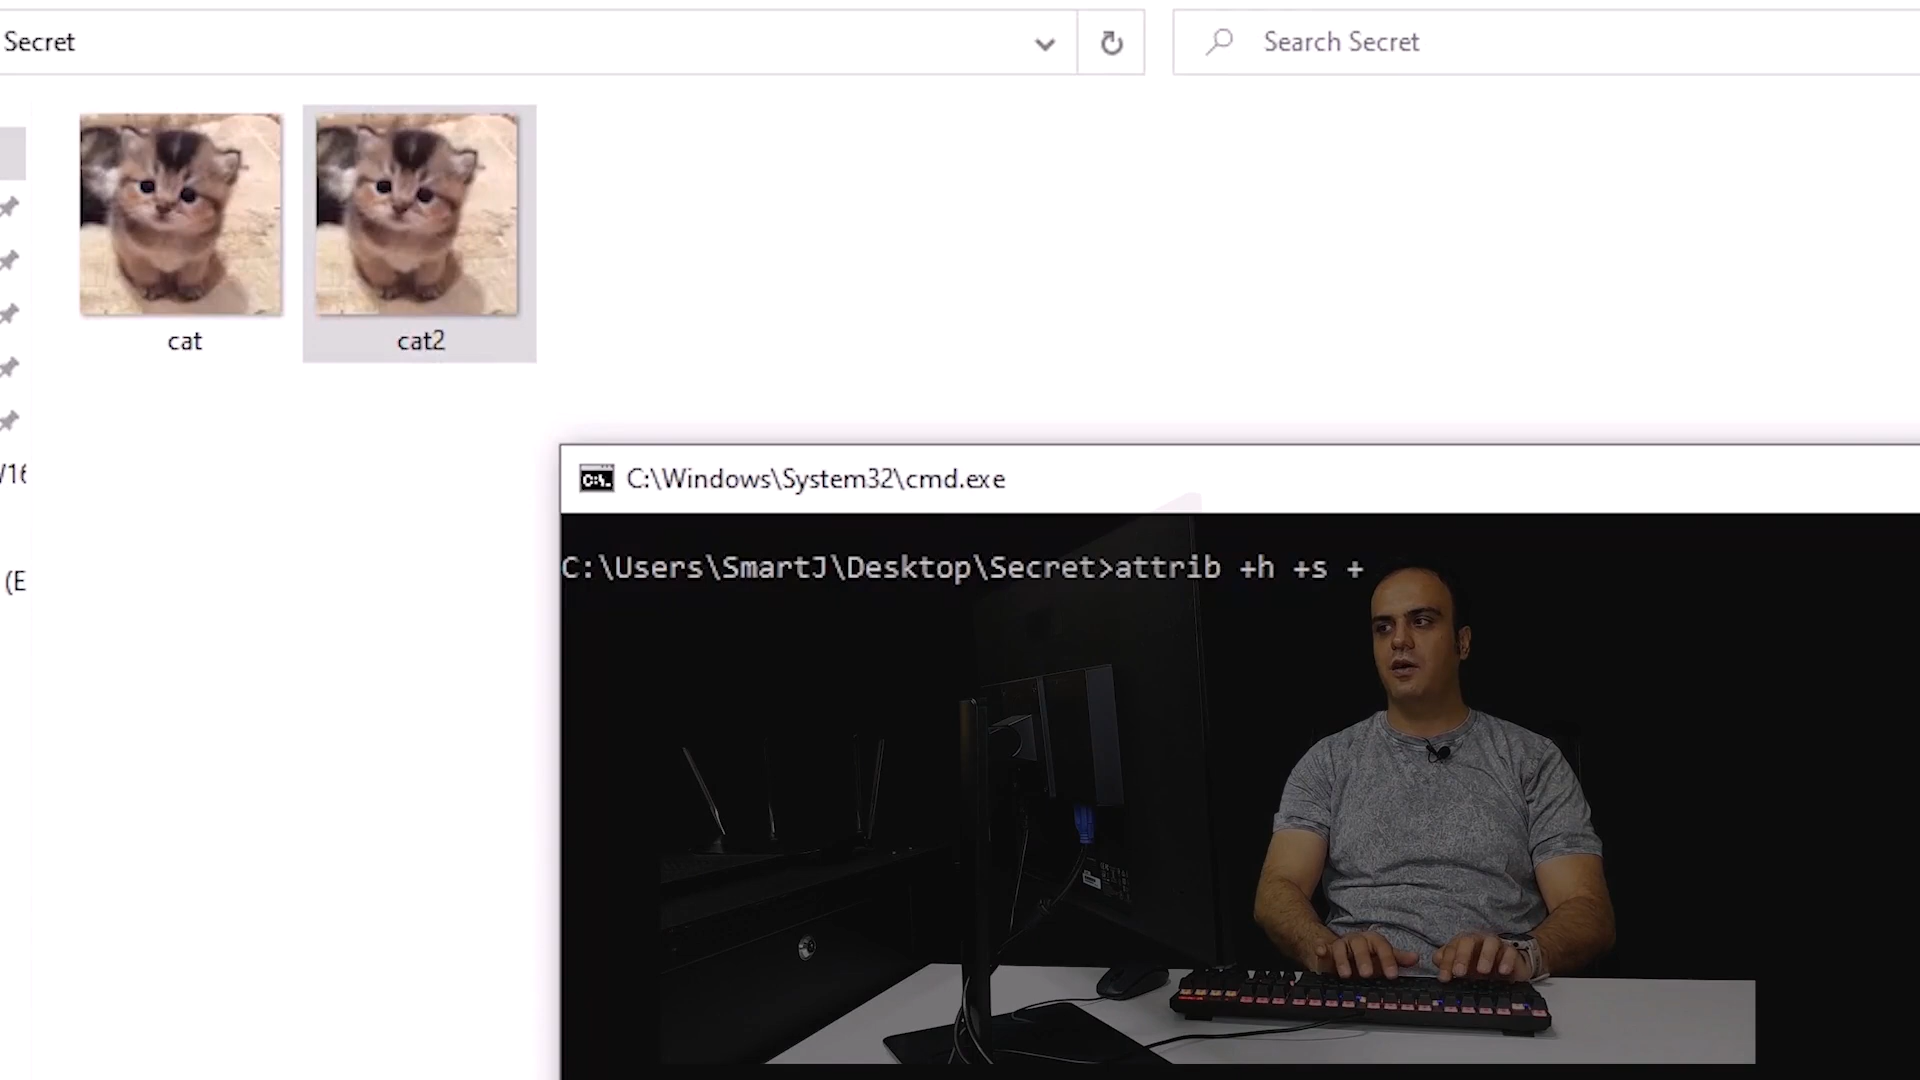 Secret
Search Secret
cat
cat2
(E
C:\Windows\System32\cmd.exe
C:\Users\SmartJ\Desktop\Secret>attrib +h +s +